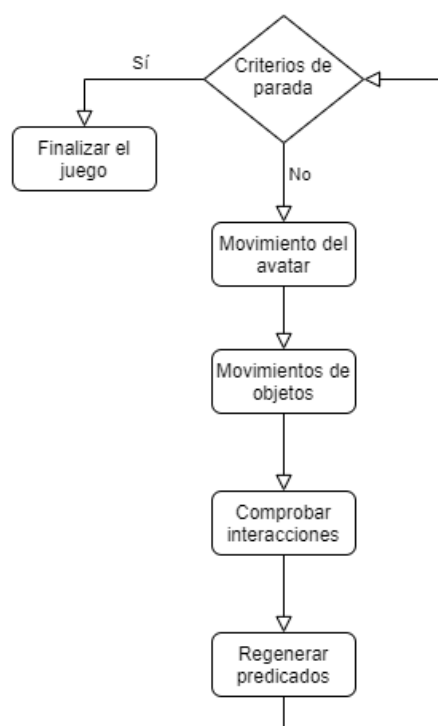 Criterios de
parada
Sí
Finalizar el
juego
No
Movimiento del
avatar
Movimientos de
objetos
Comprobar
interacciones
Regenerar
predicados